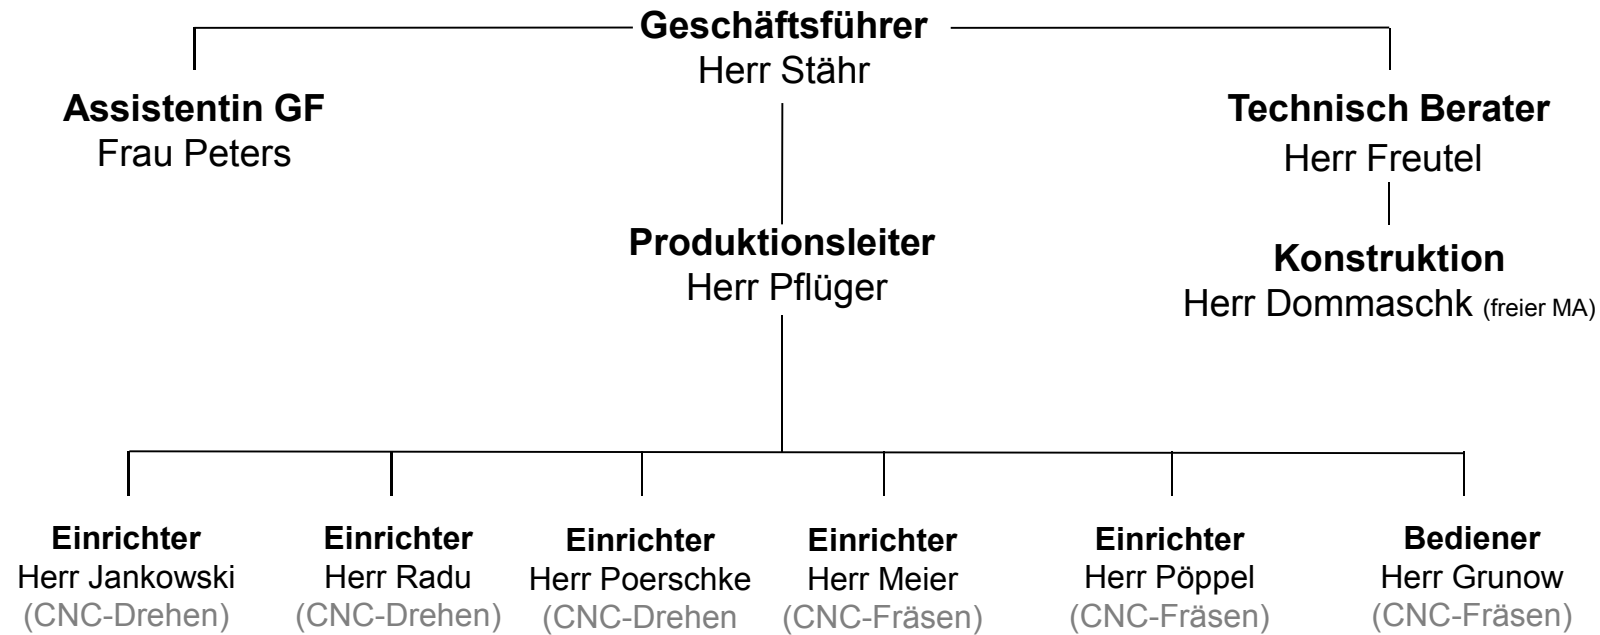 Geschäftsführer
Herr Stähr
Assistentin GF
Frau Peters
Technisch Berater
Herr Freutel
Produktionsleiter
Herr Pflüger
Konstruktion
Herr Dommaschk (freier MA)
Einrichter
Herr Jankowski
(CNC-Drehen)
Einrichter
Herr Radu
(CNC-Drehen)
Einrichter
Herr Poerschke
(CNC-Drehen
Einrichter
Herr Meier
(CNC-Fräsen)
Einrichter
Herr Pöppel
(CNC-Fräsen)
Bediener
Herr Grunow
(CNC-Fräsen)